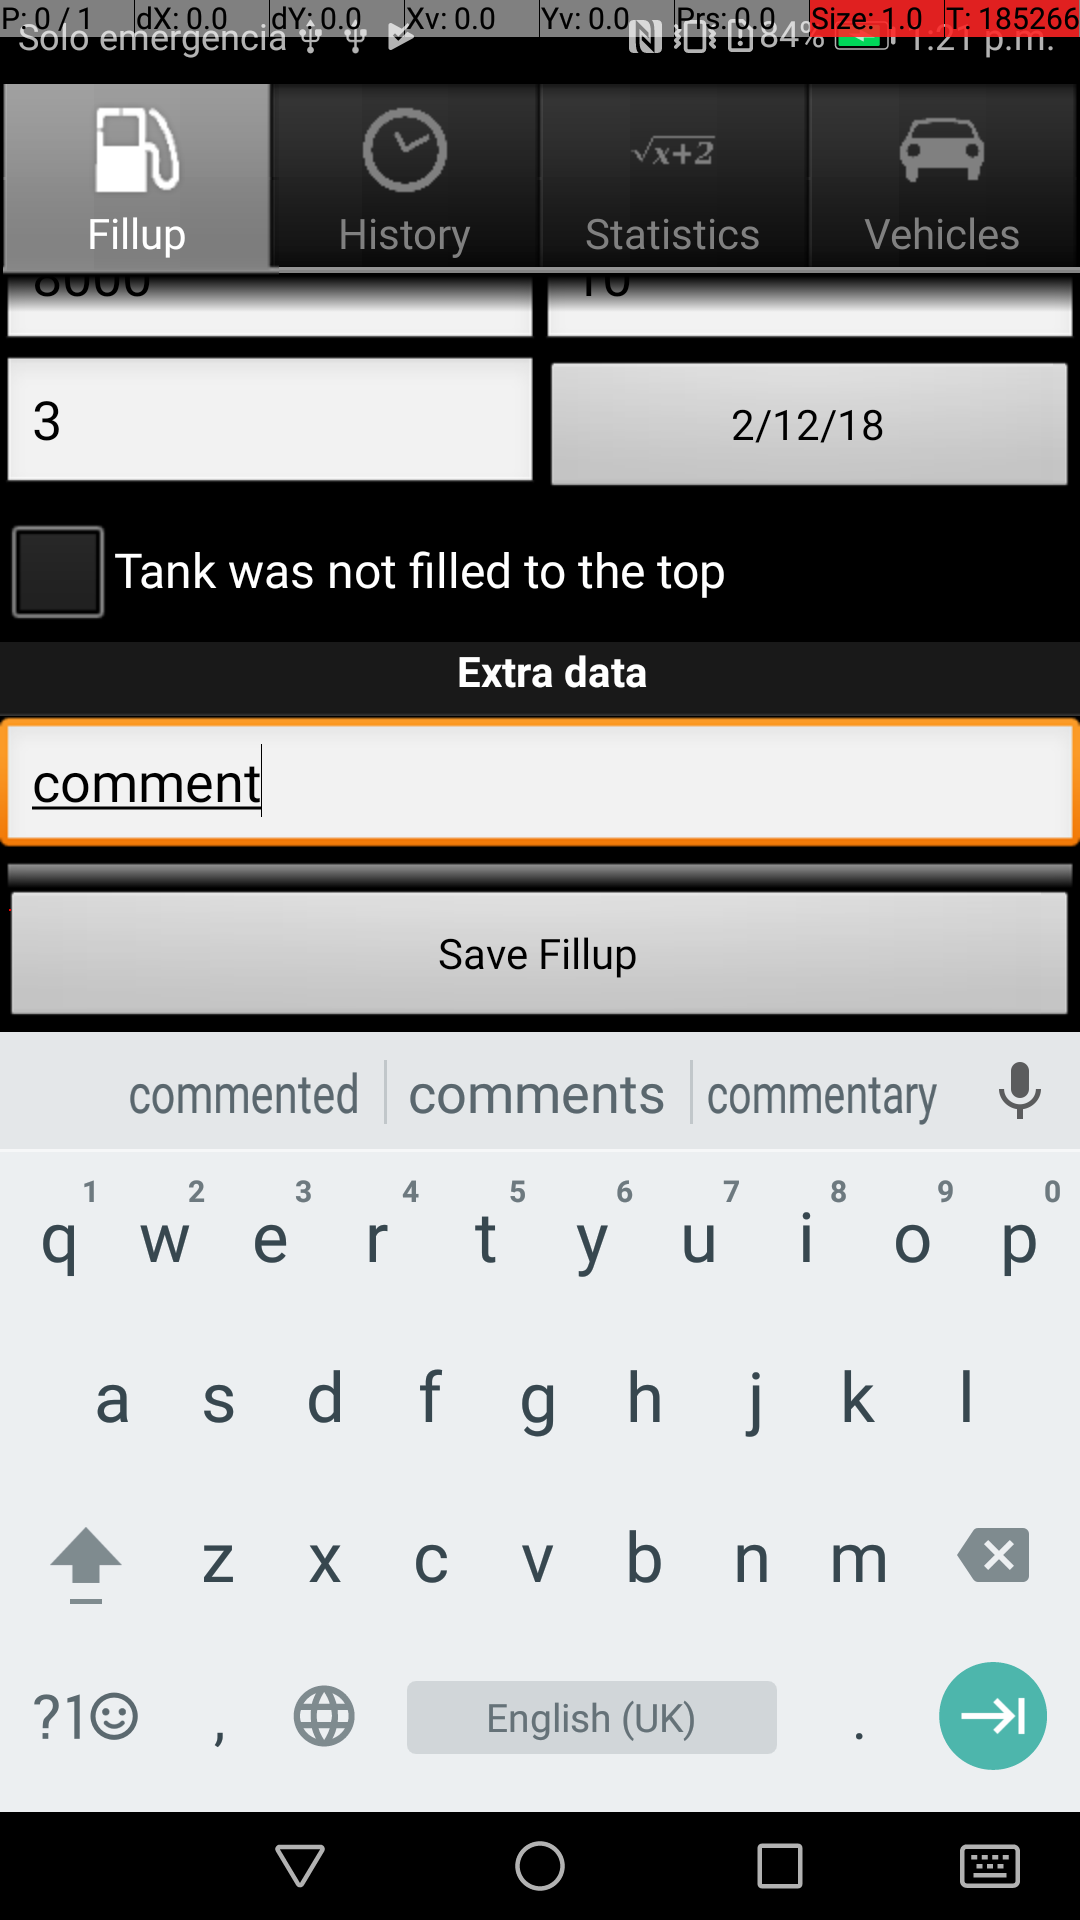 P: 0 / 1 dX: 0.0 dY: 0.0 Xv: 0.0 Yv: 0.0 Prs: 0.0 Size: 1.0 T: 185266
Solo emergencia 84% 1:21 p.m.
Fillup History √x+2 Statistics Vehicles
8000 10
3 2/12/18
Tank was not filled to the top
Extra data
comment
Save Fillup
commented comments commentary
1 2 3 4 5 6 7 8 9 0
q w e r t y u i o p
a s d f g h j k l
z x c v b n m
?1 , English (UK) .